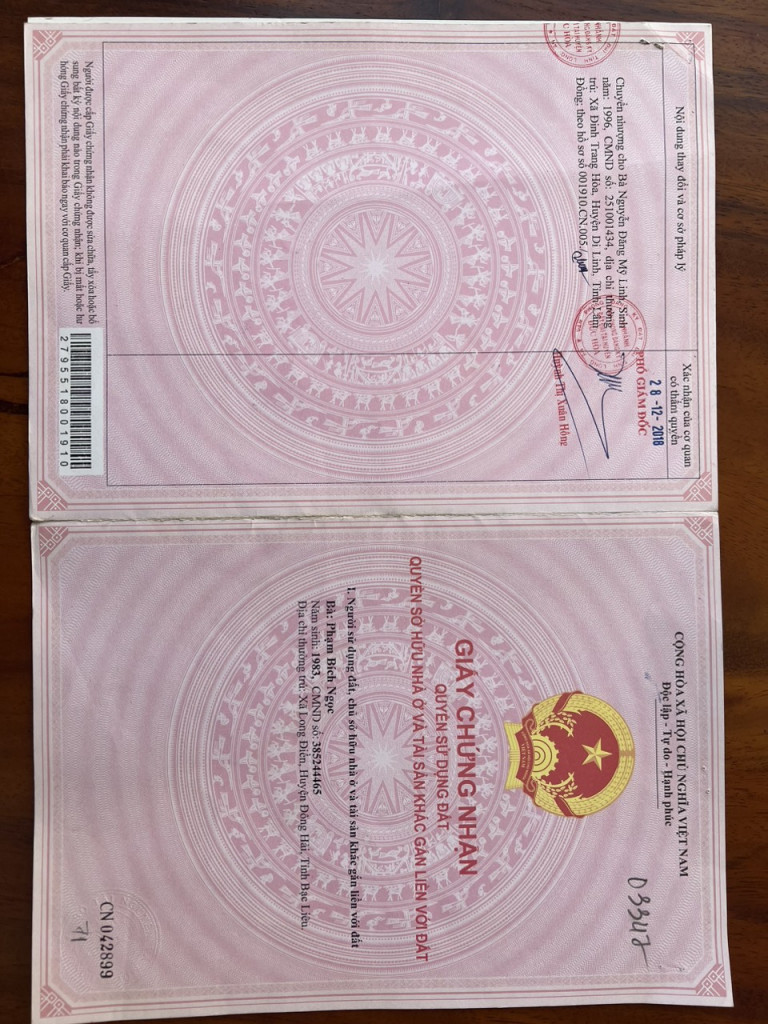 Nội dung thay đổi và cơ sở pháp lý
Xác nhận của cơ quan
có thẩm quyền
Chuyển nhượng cho Bà Nguyễn Đăng Mỹ Linh, Sinh
năm: 1996, CMND số: 251001434, địa chỉ thường
trú: Xã Đinh Trang Hòa, Huyện Di Linh, Tỉnh Lâm
Đồng; theo hồ sơ số 001910.CN.005./.
28-12-2018
PHÓ GIÁM ĐỐC
Huỳnh Thị Xuân Hồng
Người được cấp Giấy chứng nhận không được sửa chữa, tẩy xóa hoặc bổ
sung bất kỳ nội dung nào trong Giấy chứng nhận; khi bị mất hoặc hư
hỏng Giấy chứng nhận phải khai báo ngay với cơ quan cấp Giấy.
2795518001910
CỘNG HÒA XÃ HỘI CHỦ NGHĨA VIỆT NAM
Độc lập - Tự do - Hạnh phúc
03347
GIẤY CHỨNG NHẬN
QUYỀN SỬ DỤNG ĐẤT
QUYỀN SỞ HỮU NHÀ Ở VÀ TÀI SẢN KHÁC GẮN LIỀN VỚI ĐẤT
I. Người sử dụng đất, chủ sở hữu nhà ở và tài sản khác gắn liền với đất
Bà: Phạm Bích Ngọc
Năm sinh: 1983, CMND số: 385244465
Địa chỉ thường trú: Xã Long Điền, Huyện Đông Hải, Tỉnh Bạc Liêu.
CN 042899
71